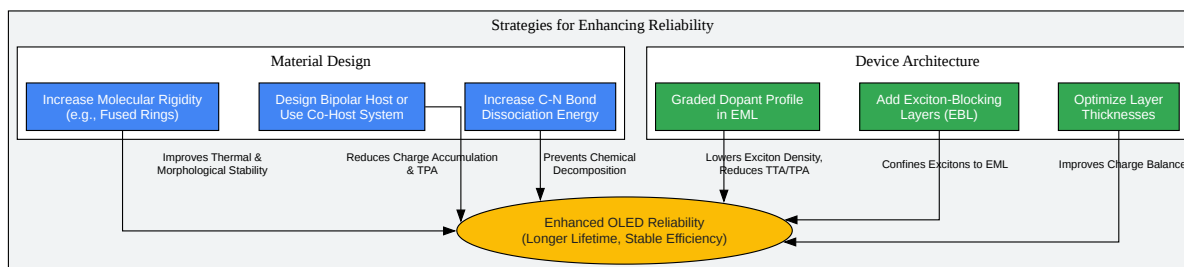 Strategies for Enhancing Reliability
Material Design
Increase Molecular Rigidity
(e.g., Fused Rings)
Design Bipolar Host or
Use Co-Host System
Increase C-N Bond
Dissociation Energy
Device Architecture
Graded Dopant Profile
in EML
Add Exciton-Blocking
Layers (EBL)
Optimize Layer
Thicknesses
Improves Thermal &
Morphological Stability
Reduces Charge Accumulation
& TPA
Prevents Chemical
Decomposition
Lowers Exciton Density,
Reduces TTA/TPA
Confines Excitons to EML
Improves Charge Balance
Enhanced OLED Reliability
(Longer Lifetime, Stable Efficiency)